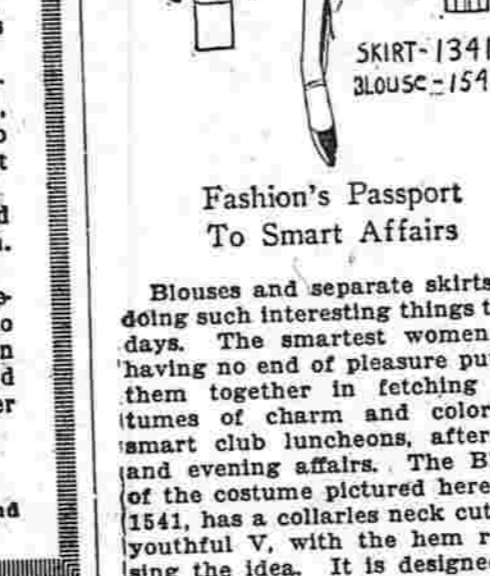 SKIRT-1341
BLOUSE-154
Fashion's Passport
To Smart Affairs
Blouses and separate skirts
doing such interesting things t
days. The smartest women
having no end of pleasure pu
them together in fetching
tumes of charm and color
smart club luncheons, after
and evening affairs. The B
of the costume pictured here
1541, has a collarles neck cut
youthful V, with the hem r
sing the idea. It is designe